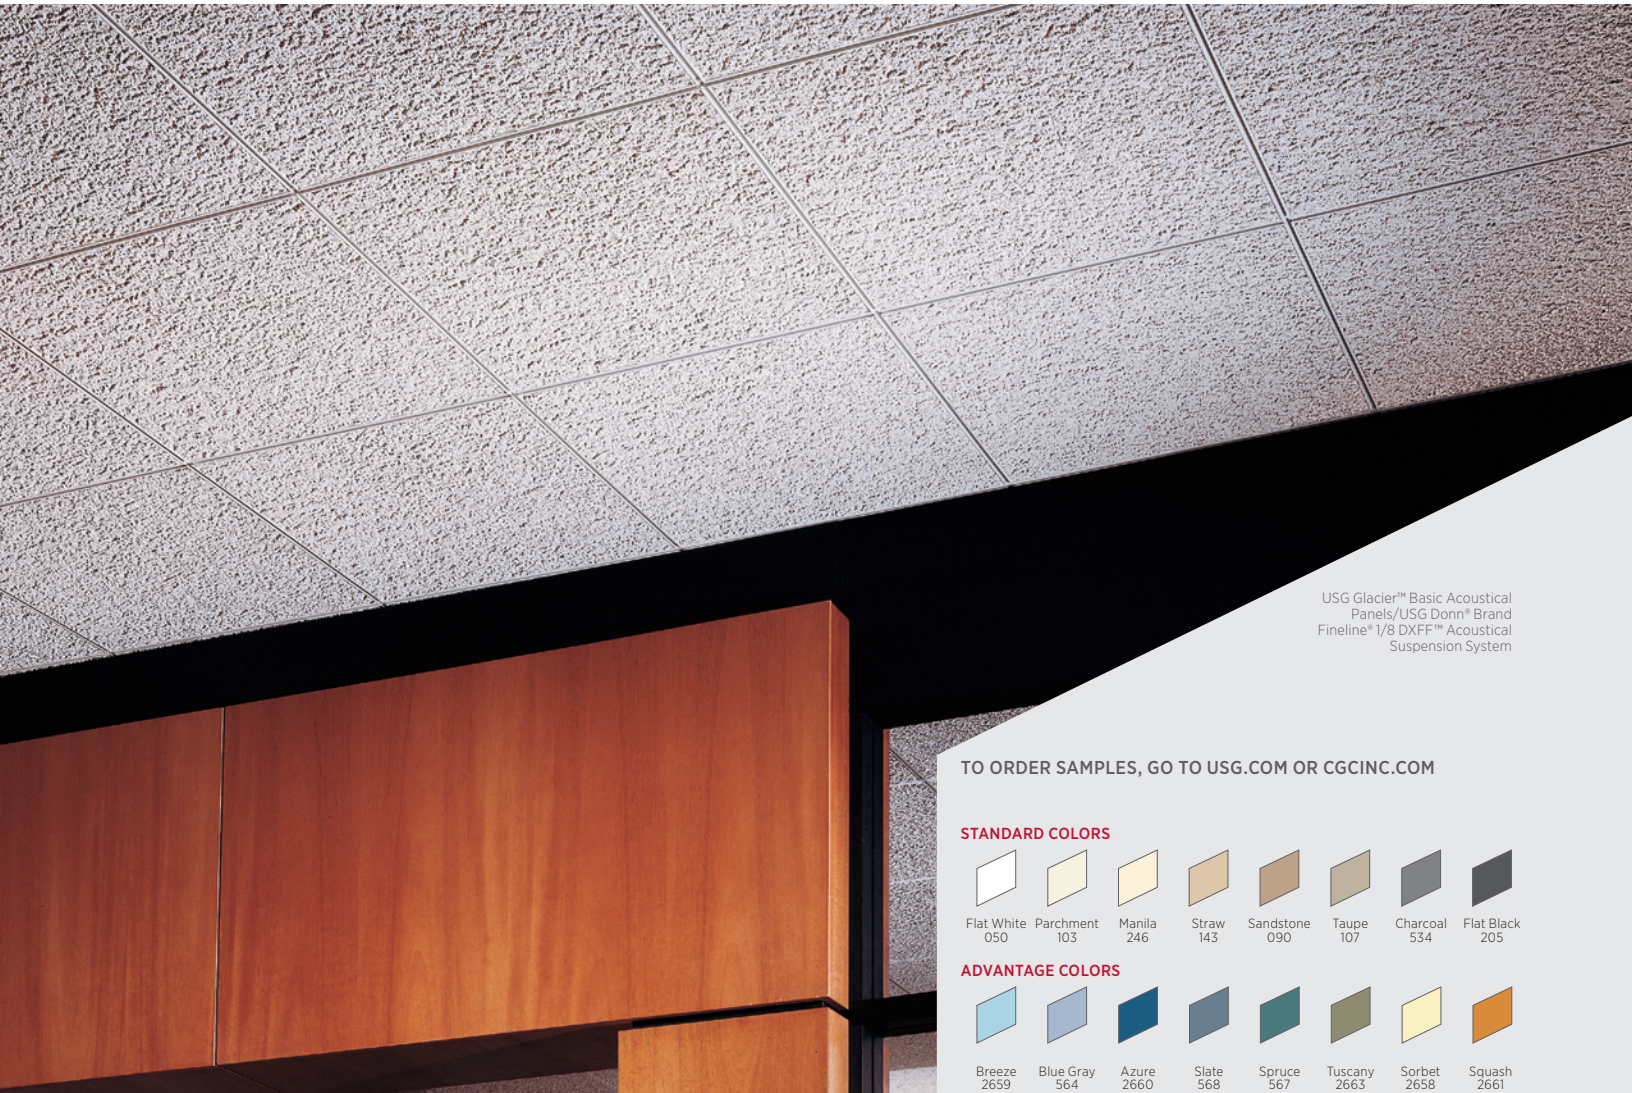 USG Glacier™ Basic Acoustical
Panels/USG Donn® Brand
Fineline® 1/8 DXFF™ Acoustical
Suspension System
TO ORDER SAMPLES, GO TO USG.COM OR CGCINC.COM
STANDARD COLORS
Flat White Parchment Manila Straw Sandstone Taupe Charcoal Flat Black
050 103 246 143 090 107 534 205
ADVANTAGE COLORS
Breeze Blue Gray Azure Slate Spruce Tuscany Sorbet Squash
2659 564 2660 568 567 2663 2658 2661